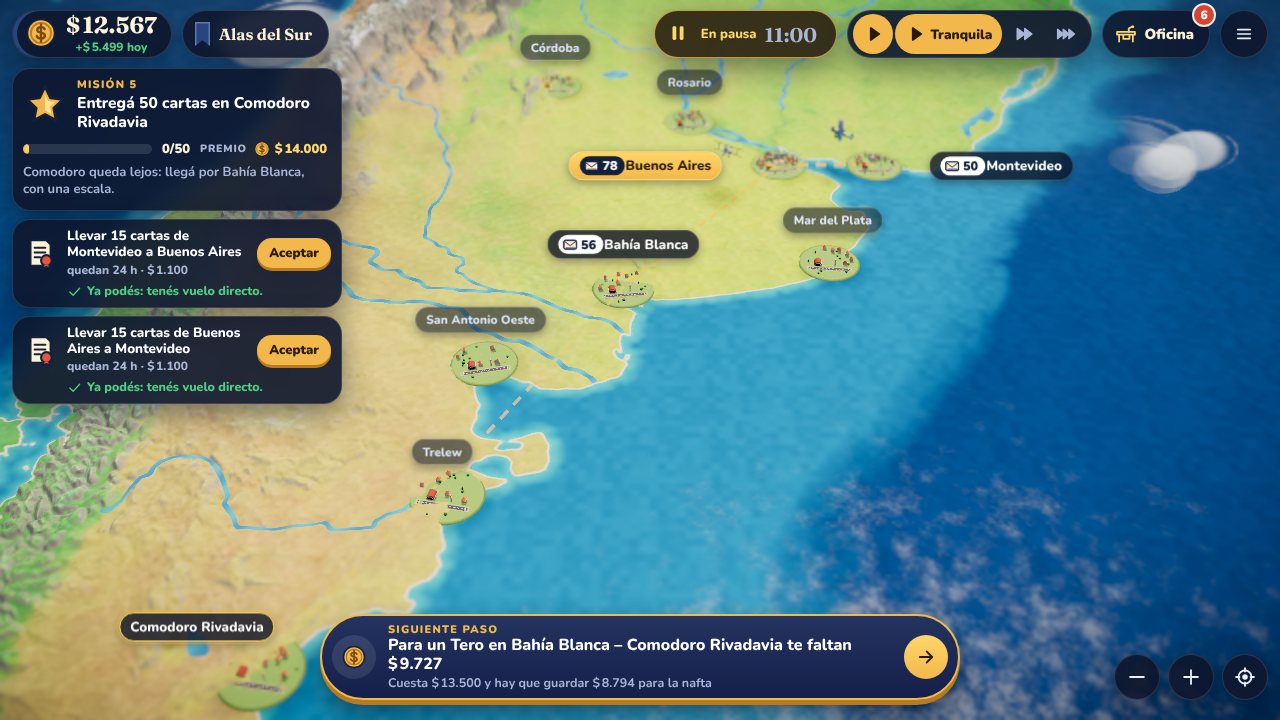 $12.567
+$5.499 hoy
Alas del Sur
En pausa 11:00
Tranquila
Oficina
6
MISIÓN 5
Entregá 50 cartas en Comodoro
Rivadavia
0/50 PREMIO $14.000
Comodoro queda lejos: llegá por Bahía Blanca,
con una escala.
Llevar 15 cartas de
Montevideo a Buenos Aires
quedan 24 h · $1.100
Aceptar
Ya podés: tenés vuelo directo.
Llevar 15 cartas de Buenos
Aires a Montevideo
quedan 24 h · $1.100
Aceptar
Ya podés: tenés vuelo directo.
Córdoba
Rosario
78 Buenos Aires
50 Montevideo
Mar del Plata
56 Bahía Blanca
San Antonio Oeste
Trelew
Comodoro Rivadavia
SIGUIENTE PASO
Para un Tero en Bahía Blanca – Comodoro Rivadavia te faltan
$9.727
Cuesta $13.500 y hay que guardar $8.794 para la nafta